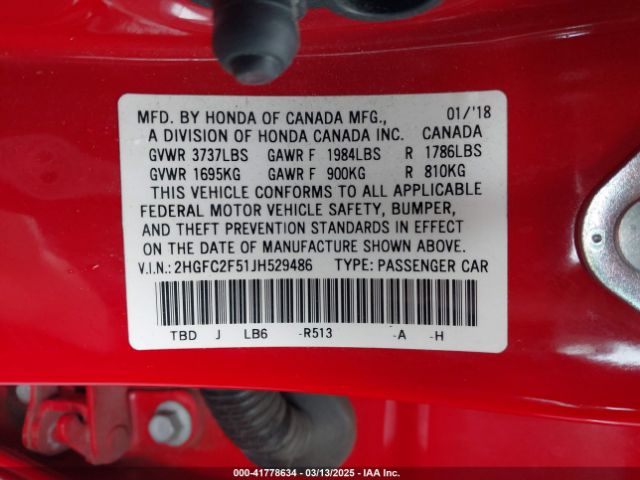 MFD. BY HONDA OF CANADA MFG., 01/'18
A DIVISION OF HONDA CANADA INC. CANADA
GVWR 3737LBS GAWR F 1984LBS R 1786LBS
GVWR 1695KG GAWR F 900KG R 810KG
THIS VEHICLE CONFORMS TO ALL APPLICABLE
FEDERAL MOTOR VEHICLE SAFETY, BUMPER,
AND THEFT PREVENTION STANDARDS IN EFFECT
ON THE DATE OF MANUFACTURE SHOWN ABOVE.
V.I.N.: 2HGFC2F51JH529486 TYPE: PASSENGER CAR
TBD J LB6 -R513 -A -H
000-41778634 | 03/13/2025 | IAA Inc.